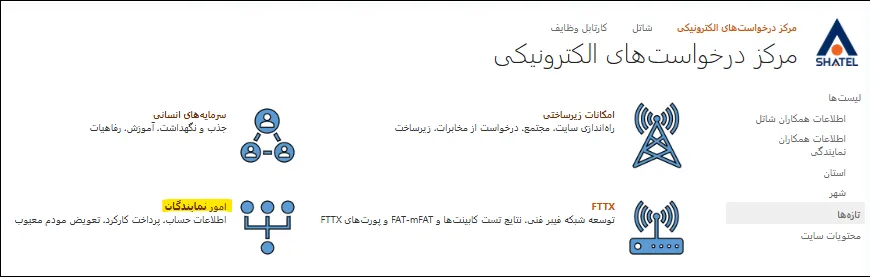 مرکز درخواست‌های الکترونیکی شاتل کارتابل وظایف
مرکز درخواست‌های الکترونیکی
SHATEL
لیست‌ها
اطلاعات همکاران شاتل
اطلاعات همکاران
نمایندگی
استان
شهر
تازه‌ها
محتویات سایت
امکانات زیرساختی
راه‌اندازی سایت، مجتمع، درخواست از مخابرات، زیرساخت
سرمایه‌های انسانی
جذب و نگهداشت، آموزش، رفاهیات
FTTX
توسعه شبکه فیبر فنی، نتایج تست کابینت‌ها و FAT-mFAT و پورت‌های FTTX
امور نمایندگان
اطلاعات حساب، پرداخت کارکرد، تعویض مودم معیوب